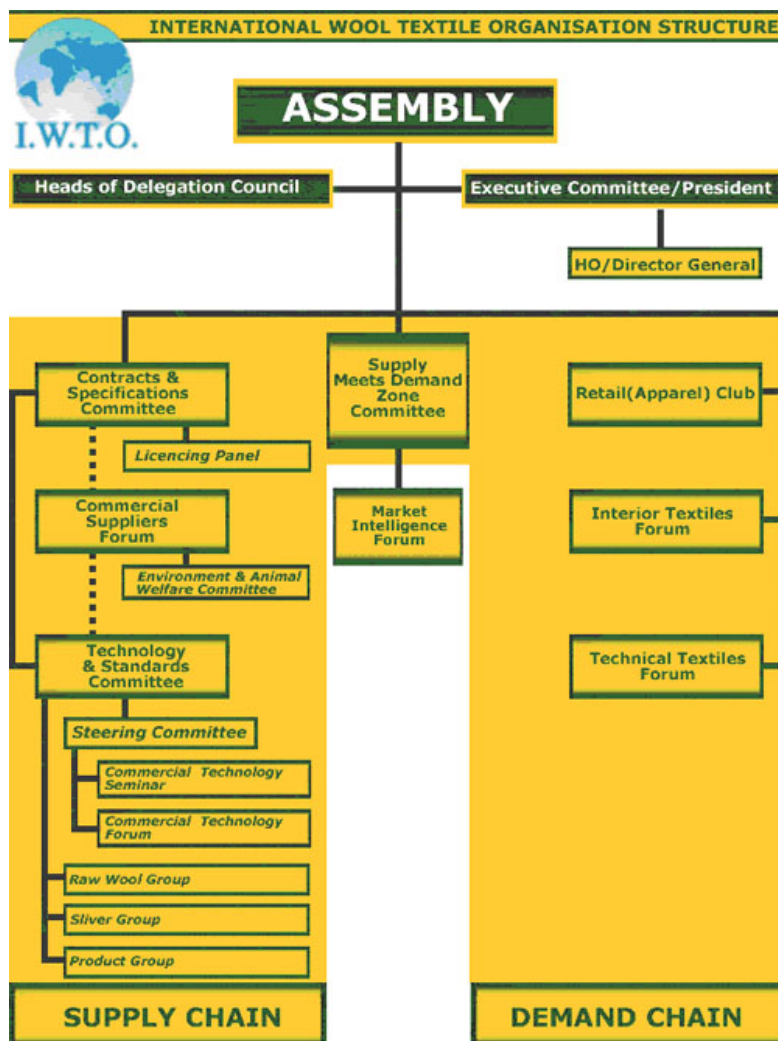 INTERNATIONAL WOOL TEXTILE ORGANISATION STRUCTURE
I.W.T.O.
ASSEMBLY
Heads of Delegation Council
Executive Committee/President
HO/Director General
Contracts &
Specifications
Committee
Licencing Panel
Commercial
Suppliers
Forum
Environment & Animal
Welfare Committee
Technology
& Standards
Committee
Steering Committee
Commercial Technology
Seminar
Commercial Technology
Forum
Raw Wool Group
Sliver Group
Product Group
SUPPLY CHAIN
Supply
Meets Demand
Zone
Committee
Market
Intelligence
Forum
Retail(Apparel) Club
Interior Textiles
Forum
Technical Textiles
Forum
DEMAND CHAIN